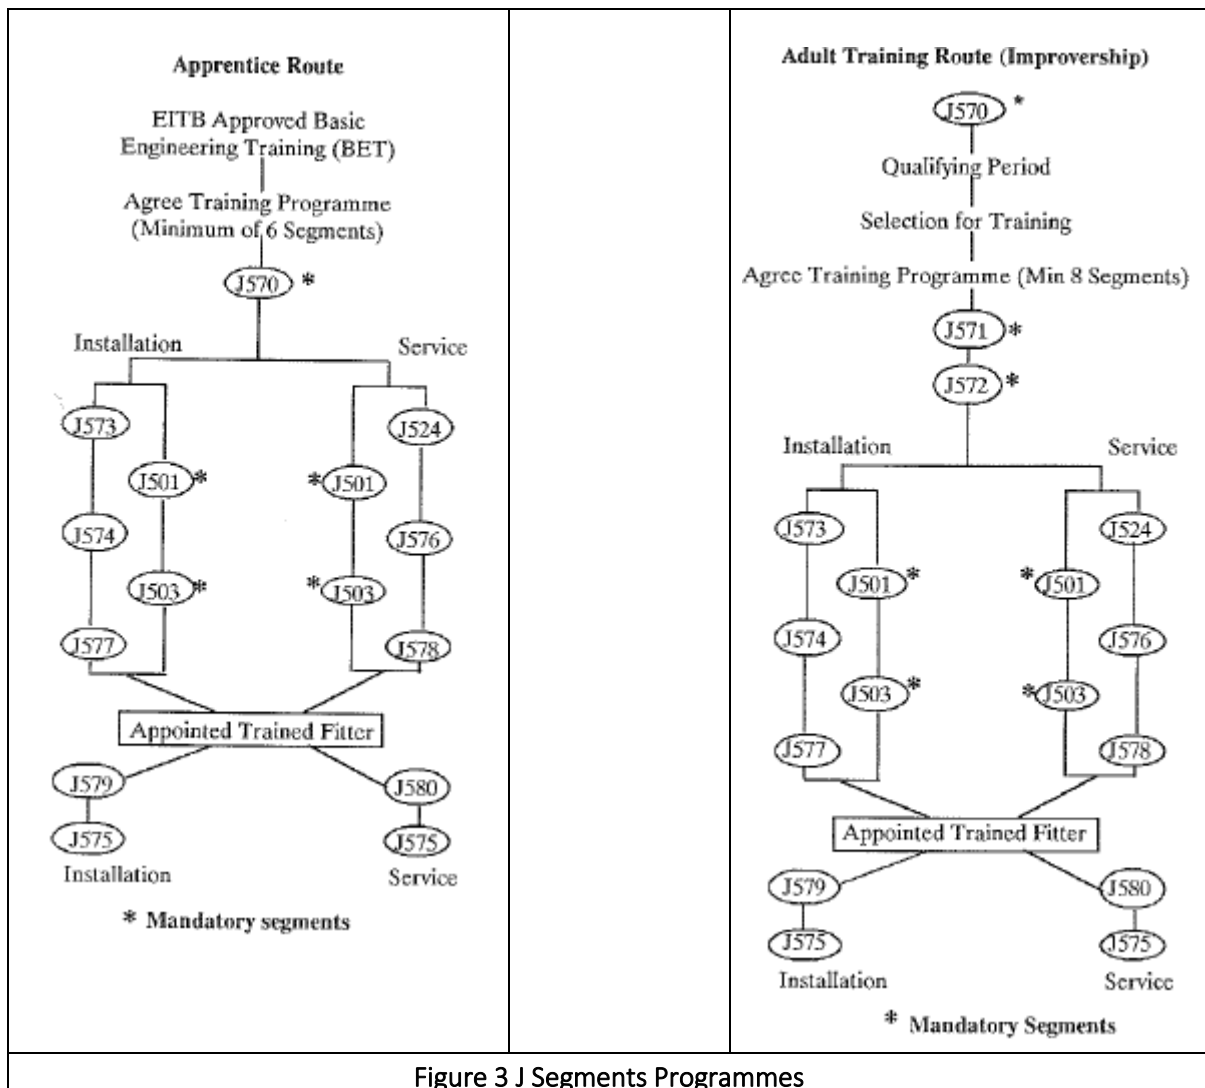 Apprentice Route
EITB Approved Basic
Engineering Training (BET)
Agree Training Programme
(Minimum of 6 Segments)
J570 *
Installation
Service
J573
J524
J501 *
* J501
J574
J576
J503 *
* J503
J577
J578
Appointed Trained Fitter
J579
J580
J575
J575
Installation
Service
* Mandatory segments
Adult Training Route (Improvership)
J570 *
Qualifying Period
Selection for Training
Agree Training Programme (Min 8 Segments)
J571 *
J572 *
Installation
Service
J573
J524
J501 *
* J501
J574
J576
J503 *
* J503
J577
J578
Appointed Trained Fitter
J579
J580
J575
J575
Installation
Service
* Mandatory Segments
Figure 3 J Segments Programmes